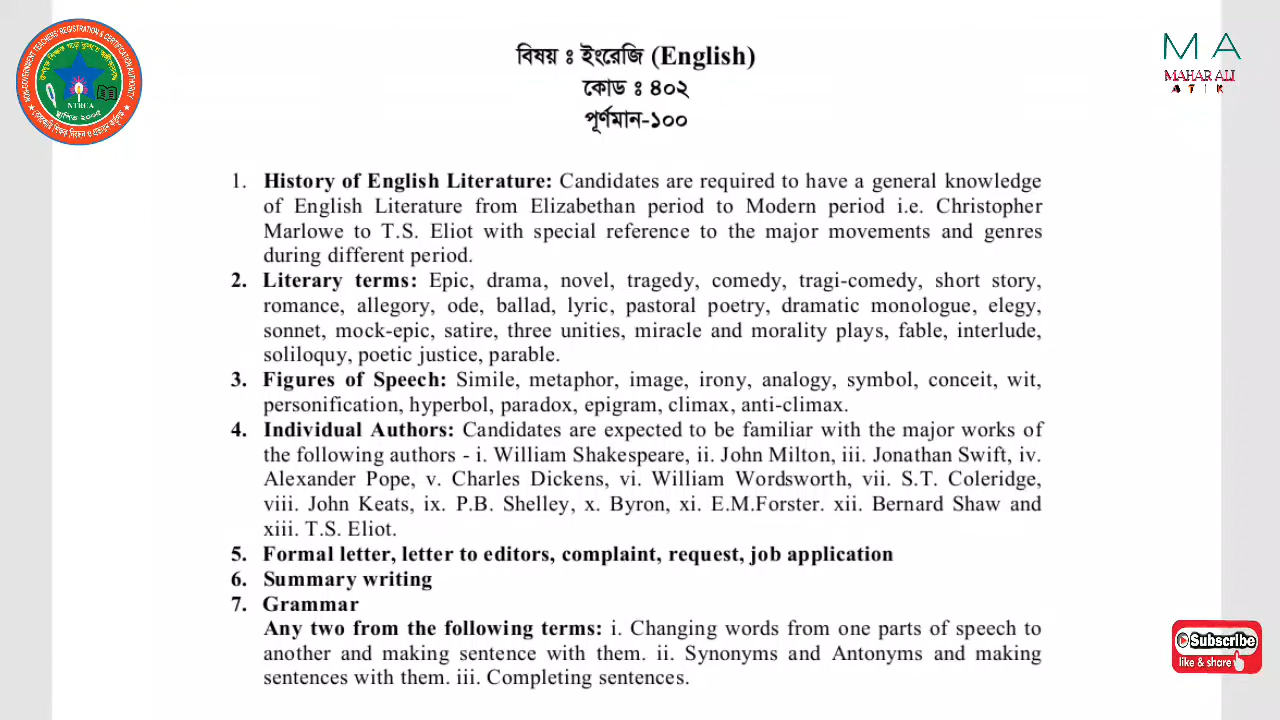 NON-GOVERNMENT TEACHERS' REGISTRATION & CERTIFICATION AUTHORITY
NTRCA
স্থাপিত ২০০৫
বিষয় ঃ ইংরেজি (English)
কোড ঃ ৪০২
পূর্ণমান-১০০
M A
MAHAR ALI
ATIK
1. History of English Literature: Candidates are required to have a general knowledge
of English Literature from Elizabethan period to Modern period i.e. Christopher
Marlowe to T.S. Eliot with special reference to the major movements and genres
during different period.
2. Literary terms: Epic, drama, novel, tragedy, comedy, tragi-comedy, short story,
romance, allegory, ode, ballad, lyric, pastoral poetry, dramatic monologue, elegy,
sonnet, mock-epic, satire, three unities, miracle and morality plays, fable, interlude,
soliloquy, poetic justice, parable.
3. Figures of Speech: Simile, metaphor, image, irony, analogy, symbol, conceit, wit,
personification, hyperbol, paradox, epigram, climax, anti-climax.
4. Individual Authors: Candidates are expected to be familiar with the major works of
the following authors - i. William Shakespeare, ii. John Milton, iii. Jonathan Swift, iv.
Alexander Pope, v. Charles Dickens, vi. William Wordsworth, vii. S.T. Coleridge,
viii. John Keats, ix. P.B. Shelley, x. Byron, xi. E.M.Forster. xii. Bernard Shaw and
xiii. T.S. Eliot.
5. Formal letter, letter to editors, complaint, request, job application
6. Summary writing
7. Grammar
Any two from the following terms: i. Changing words from one parts of speech to
another and making sentence with them. ii. Synonyms and Antonyms and making
sentences with them. iii. Completing sentences.
Subscribe
like & share